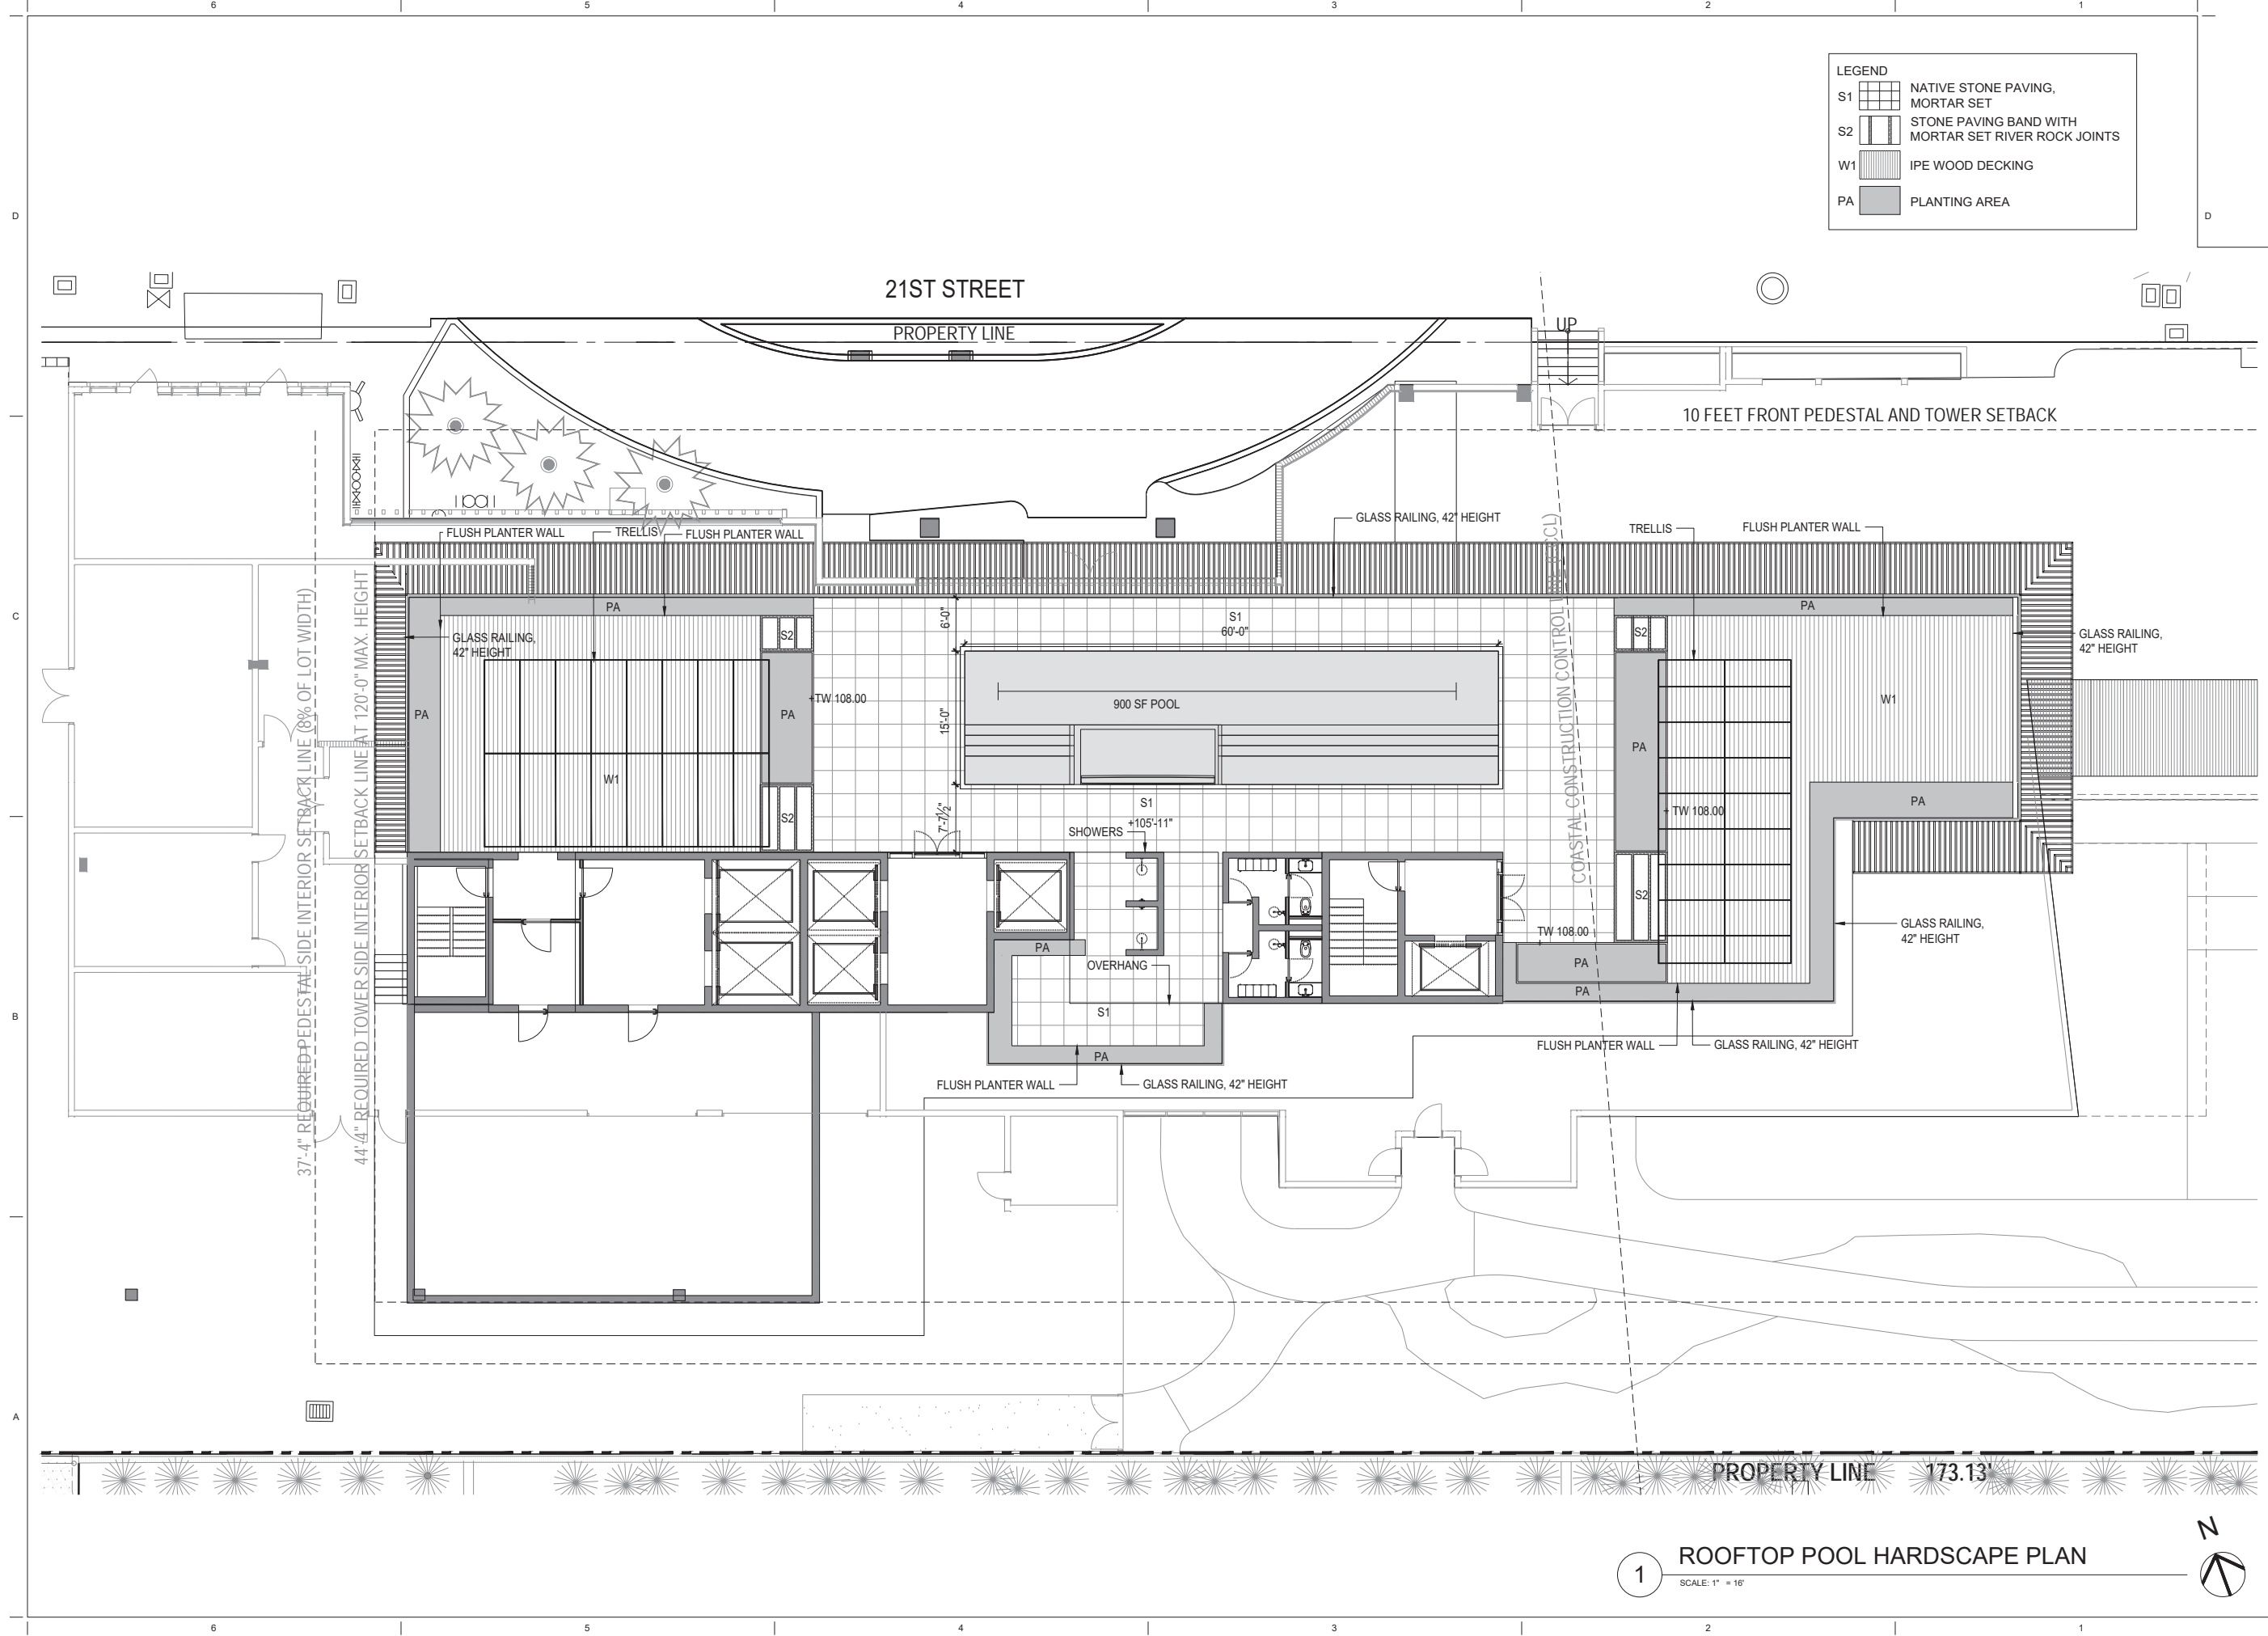 6 5 4 3 2 1
LEGEND
S1 NATIVE STONE PAVING,
MORTAR SET
S2 STONE PAVING BAND WITH
MORTAR SET RIVER ROCK JOINTS
W1 IPE WOOD DECKING
PA PLANTING AREA
D D
21ST STREET
PROPERTY LINE
UP
10 FEET FRONT PEDESTAL AND TOWER SETBACK
GLASS RAILING, 42" HEIGHT
FLUSH PLANTER WALL
TRELLIS
FLUSH PLANTER WALL
TRELLIS
FLUSH PLANTER WALL
C
PA
6'-0"
S1
60'-0"
PA
S2
S2
GLASS RAILING,
42" HEIGHT
GLASS RAILING,
42" HEIGHT
+TW 108.00
900 SF POOL
W1
PA
PA
15'-0"
PA
W1
S1
+105'-11"
PA
+ TW 108.00
S2
7'-7½"
SHOWERS
COASTAL CONSTRUCTION CONTROL
37'-4" REQUIRED PEDESTAL SIDE INTERIOR SETBACK LINE (8% OF LOT WIDTH)
44'-4" REQUIRED TOWER SIDE INTERIOR SETBACK LINE AT 120'-0" MAX. HEIGHT
S2
GLASS RAILING,
42" HEIGHT
TW 108.00
PA
OVERHANG
PA
PA
S1
B
PA
FLUSH PLANTER WALL
GLASS RAILING, 42" HEIGHT
FLUSH PLANTER WALL
GLASS RAILING, 42" HEIGHT
A
PROPERTY LINE 173.13'
N
1
ROOFTOP POOL HARDSCAPE PLAN
SCALE: 1" = 16'
6 5 4 3 2 1